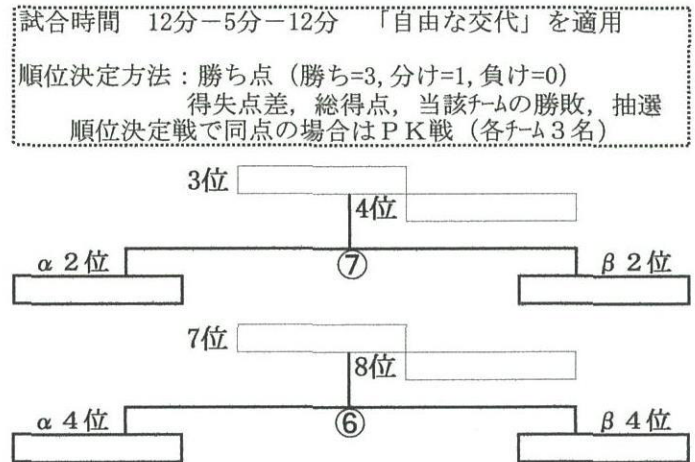 試合時間　12分－5分－12分　「自由な交代」を適用
順位決定方法：勝ち点（勝ち=3, 分け=1, 負け=0）
得失点差，総得点，当該ﾁｰﾑの勝敗，抽選
順位決定戦で同点の場合はＰＫ戦（各ﾁｰﾑ３名）
3位
4位
α２位
β２位
⑦
7位
8位
α４位
β４位
⑥